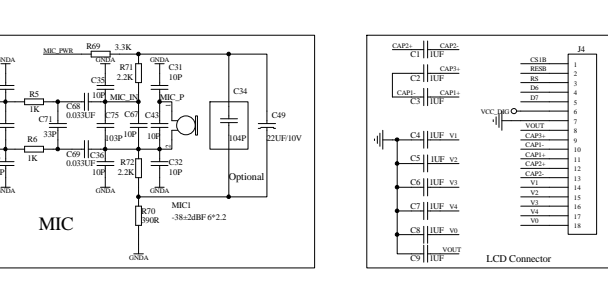 MIC_PWR R69 3.3K
GNDA GNDA GNDA
R71 2.2K
C31 10P
C35 10P
MIC_IN MIC_P
C34
R5 1K
C68 0.033UF
C71 33P
C75 103P
C67 10P
C43 10P
C49 22UF/10V
104P
R6 1K
C69 0.033UF
C36 10P
R72 2.2K
C32 10P
Optional
GNDA GNDA GNDA
R70 390R
MIC1
-38±2dBF 6*2.2
MIC
GNDA
CAP2+ C1 1UF CAP2-
C2 1UF CAP3+
CAP1- C3 1UF CAP1+
C4 1UF V1
C5 1UF V2
C6 1UF V3
C7 1UF V4
C8 1UF V0
C9 1UF VOUT
J4
CS1B 1
RESB 2
RS 3
D6 4
D7 5
VCC_DIG 6
7
VOUT 8
CAP3+ 9
CAP1- 10
CAP1+ 11
CAP2+ 12
CAP2- 13
V1 14
V2 15
V3 16
V4 17
V0 18
LCD Connector